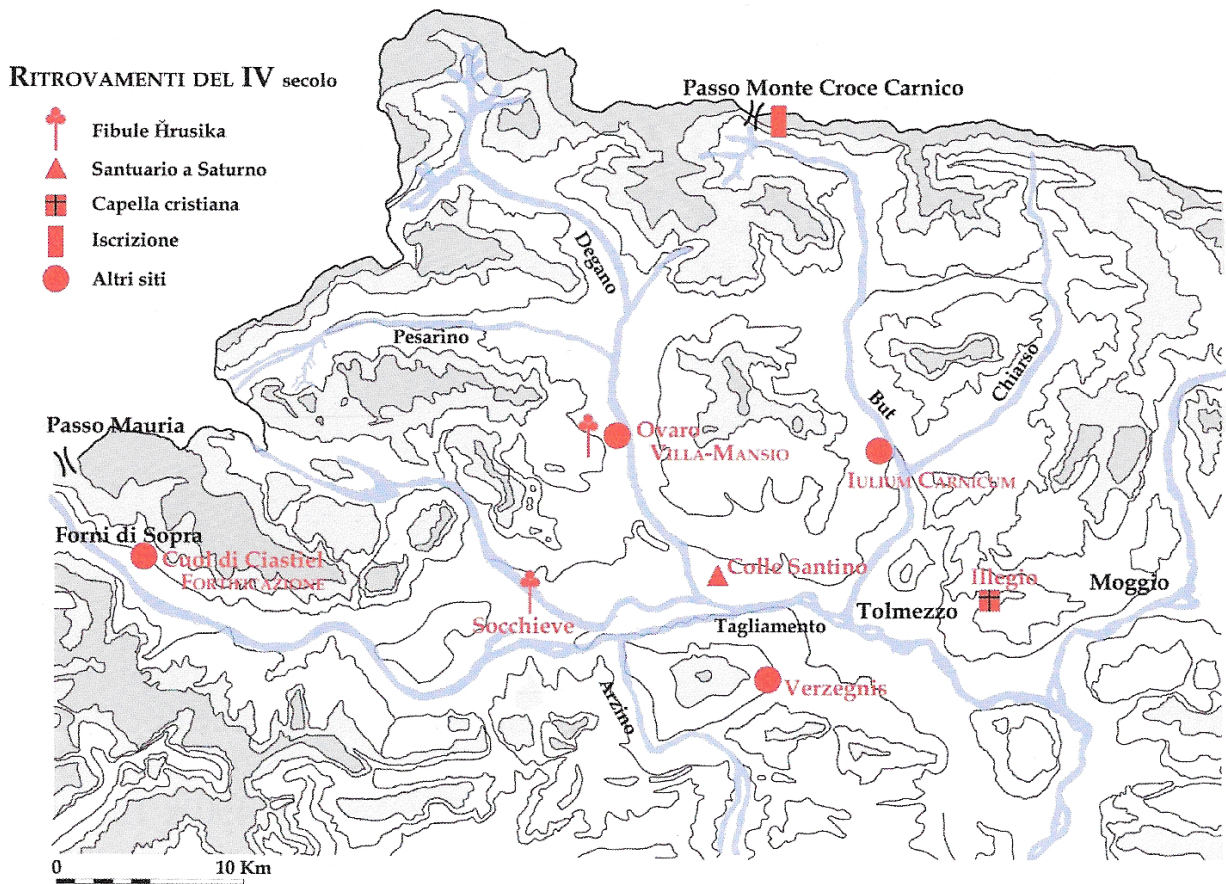 RITROVAMENTI DEL IV secolo
Fibule Ȟrusika
Santuario a Saturno
Capella cristiana
Iscrizione
Altri siti
Passo Monte Croce Carnico
Degano
Pesarino
But
Chiarso
Passo Mauria
Ovaro
VILLA-MANSIO
IULIUM CARNICUM
Forni di Sopra
Cuol di Ciastiel
FORTIFICAZIONE
Colle Santino
Illegio
Moggio
Socchieve
Tagliamento
Tolmezzo
Arzino
Verzegnis
0 10 Km